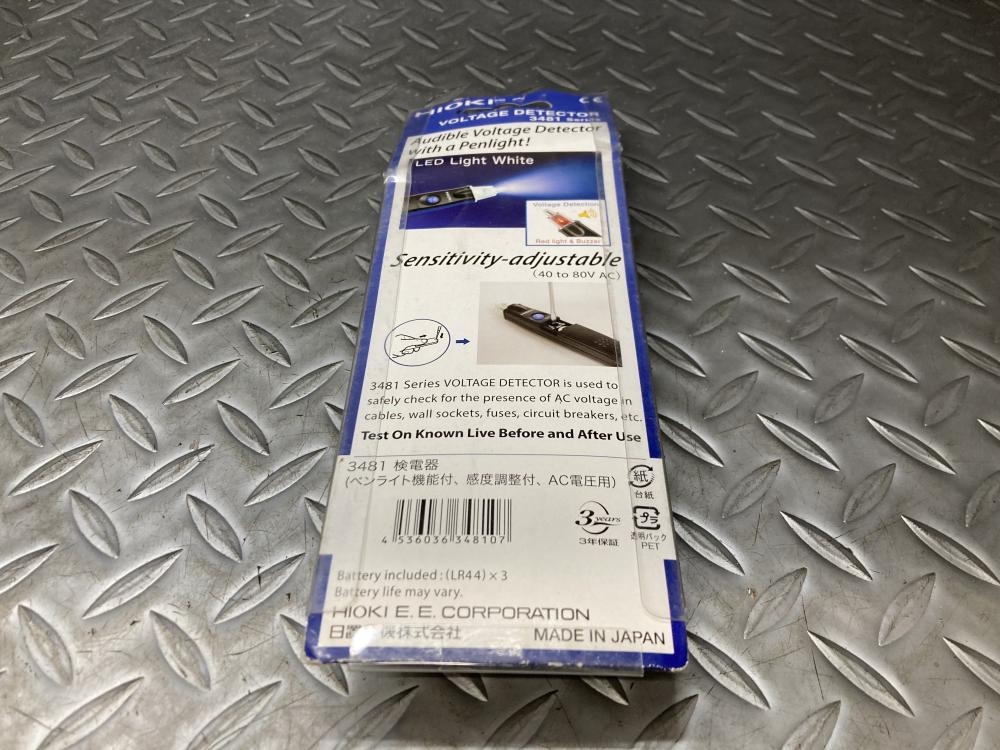 HIOKI
CE
VOLTAGE DETECTOR
3481 Series
Audible Voltage Detector
with a Penlight!
LED Light White
Voltage Detection
Red light & Buzzer
Sensitivity-adjustable
(40 to 80V AC)
3481 Series VOLTAGE DETECTOR is used to
safely check for the presence of AC voltage in
cables, wall sockets, fuses, circuit breakers, etc.
Test On Known Live Before and After Use
3481 検電器
(ペンライト機能付、感度調整付、AC電圧用)
紙
台紙
プラ
透明パック
PET
3 years
3年保証
4 536036 348107
Battery included : (LR44) × 3
Battery life may vary.
HIOKI E. E. CORPORATION
日置電機株式会社
MADE IN JAPAN